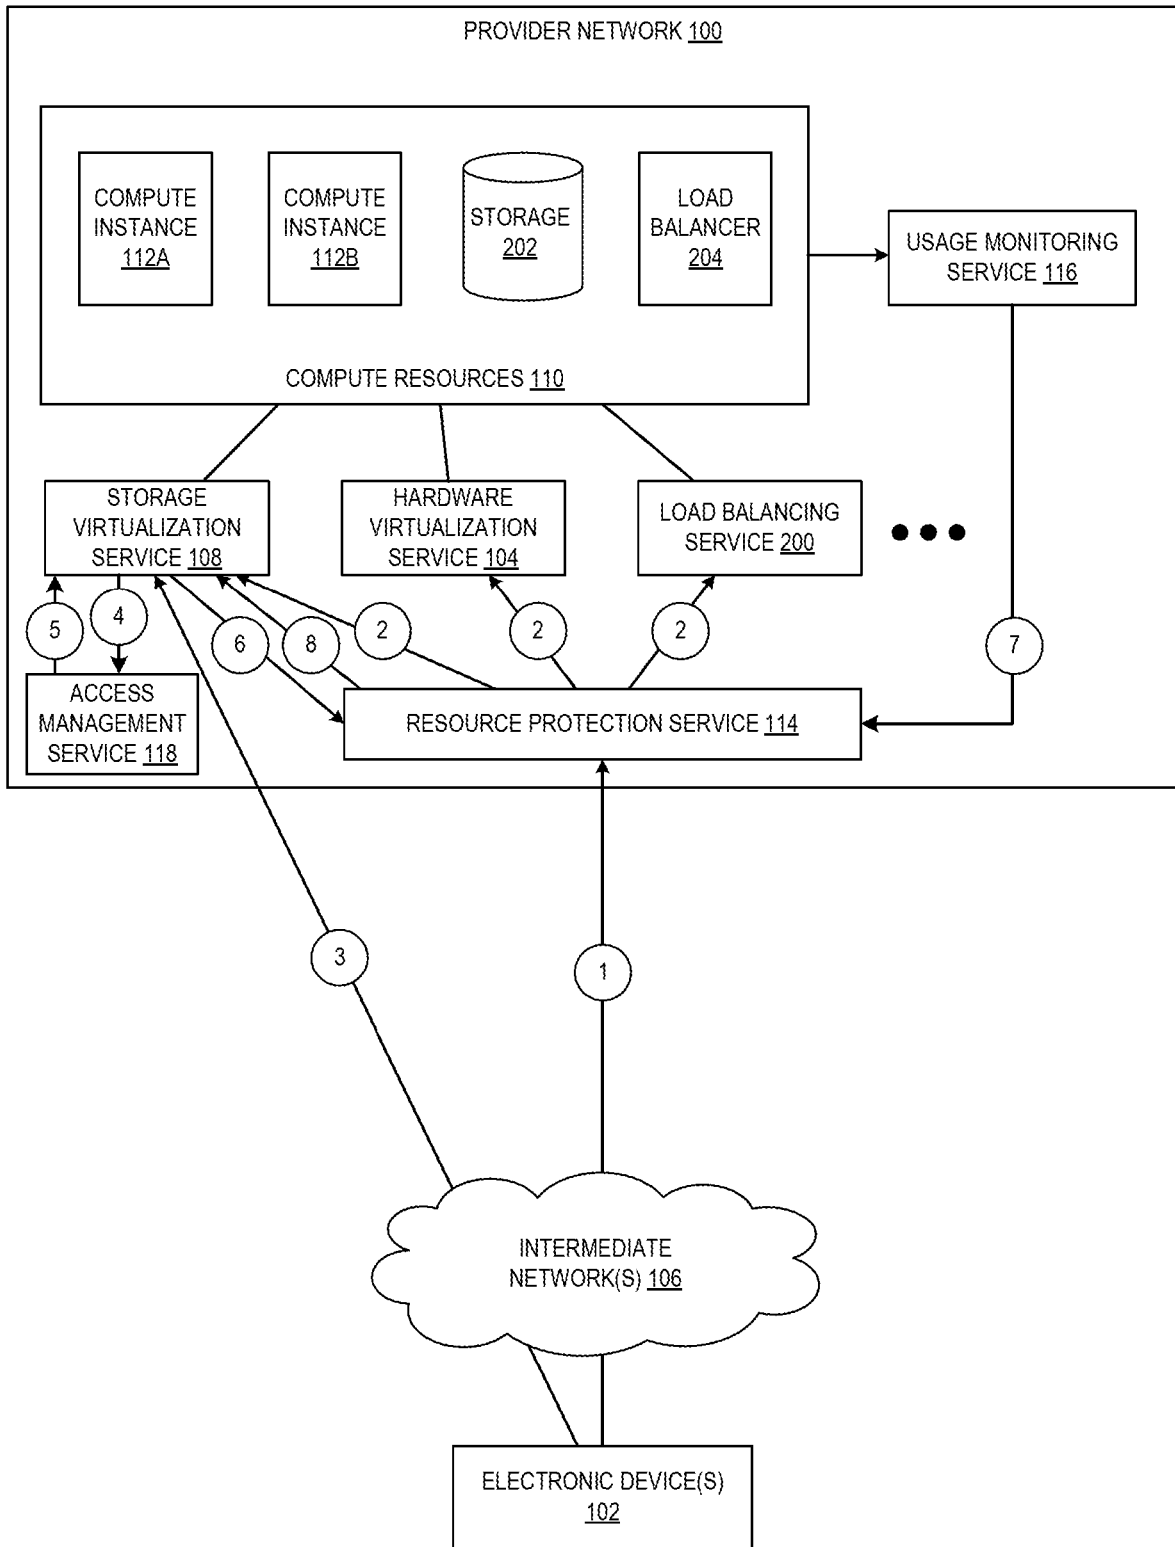 PROVIDER NETWORK 100
COMPUTE
INSTANCE
112A
COMPUTE
INSTANCE
112B
STORAGE
202
LOAD
BALANCER
204
USAGE MONITORING
SERVICE 116
COMPUTE RESOURCES 110
STORAGE
VIRTUALIZATION
SERVICE 108
HARDWARE
VIRTUALIZATION
SERVICE 104
LOAD BALANCING
SERVICE 200
5
4
6
8
2
2
2
7
ACCESS
MANAGEMENT
SERVICE 118
RESOURCE PROTECTION SERVICE 114
3
1
INTERMEDIATE
NETWORK(S) 106
ELECTRONIC DEVICE(S)
102